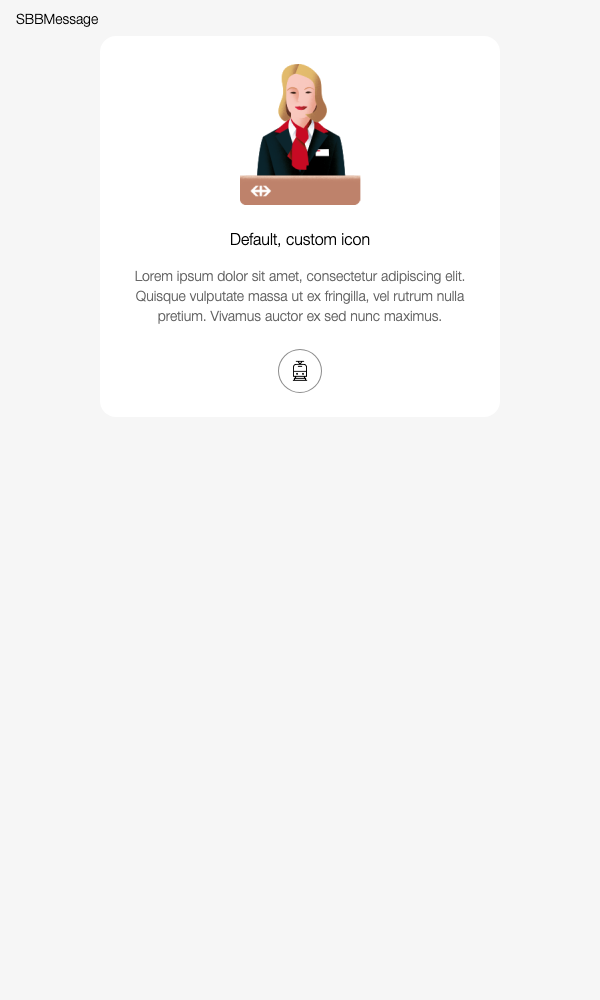 SBBMessage
Default, custom icon
Lorem ipsum dolor sit amet, consectetur adipiscing elit.
Quisque vulputate massa ut ex fringilla, vel rutrum nulla
pretium. Vivamus auctor ex sed nunc maximus.